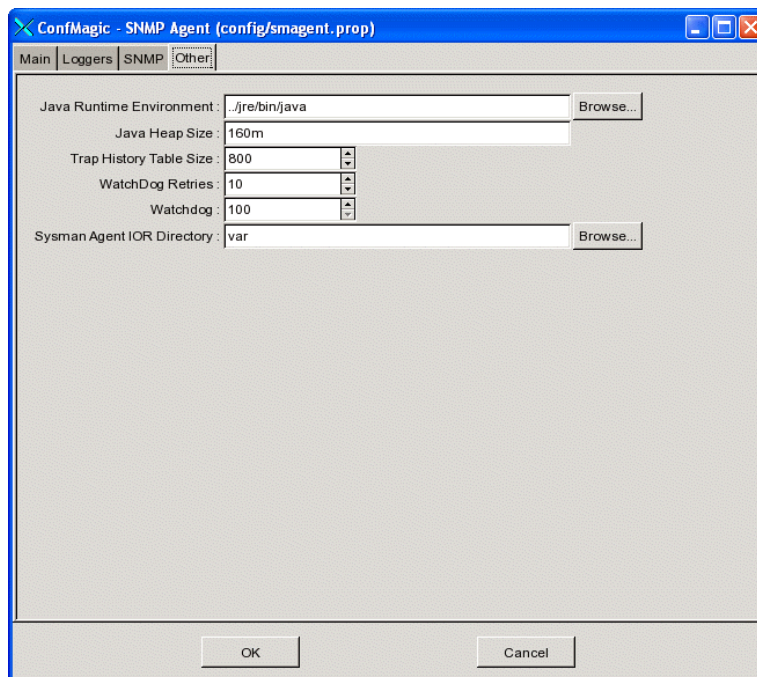 ConfMagic - SNMP Agent (config/smagent.prop)
Main Loggers SNMP Other
Java Runtime Environment : ../jre/bin/java Browse...
Java Heap Size : 160m
Trap History Table Size : 800
WatchDog Retries : 10
Watchdog : 100
Sysman Agent IOR Directory : var Browse...
OK Cancel